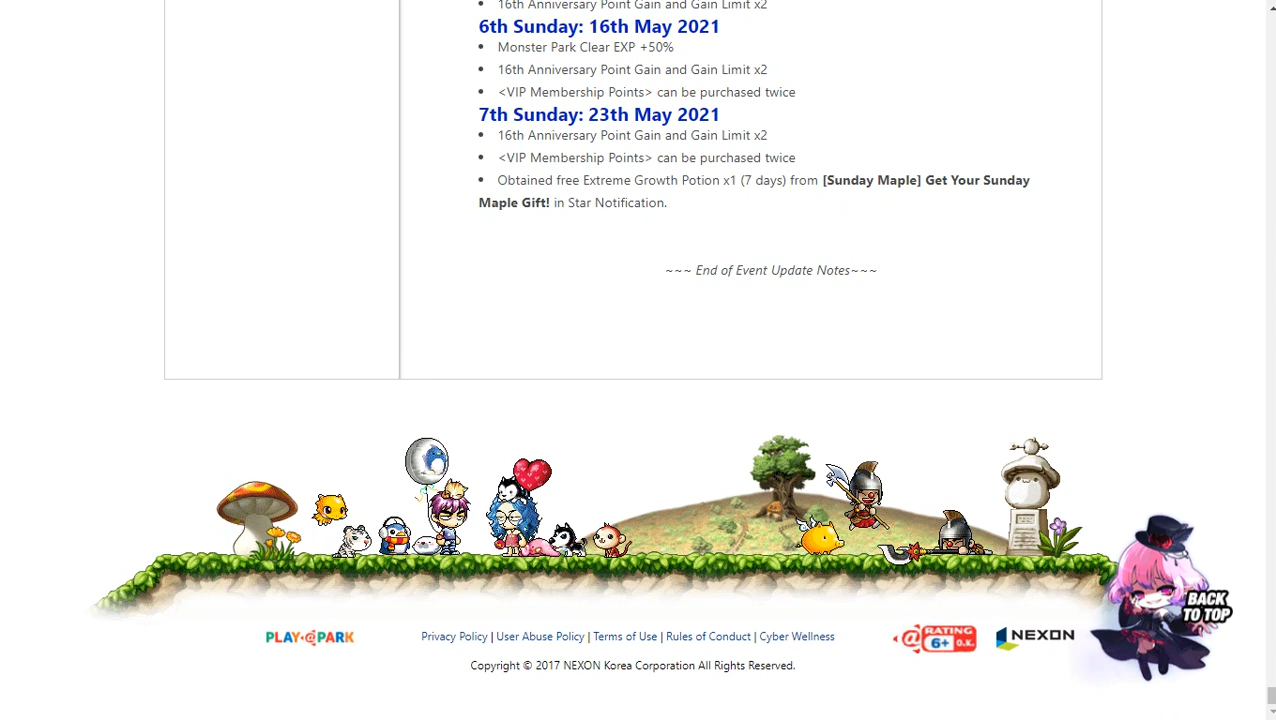 16th Anniversary Point Gain and Gain Limit x2
6th Sunday: 16th May 2021
• Monster Park Clear EXP +50%
• 16th Anniversary Point Gain and Gain Limit x2
• <VIP Membership Points> can be purchased twice
7th Sunday: 23th May 2021
• 16th Anniversary Point Gain and Gain Limit x2
• <VIP Membership Points> can be purchased twice
• Obtained free Extreme Growth Potion x1 (7 days) from [Sunday Maple] Get Your Sunday
Maple Gift! in Star Notification.
~~~ End of Event Update Notes~~~
BACK
TO TOP
PLAY@PARK
Privacy Policy | User Abuse Policy | Terms of Use | Rules of Conduct | Cyber Wellness
@RATING
6+ O.K.
NEXON
Copyright © 2017 NEXON Korea Corporation All Rights Reserved.